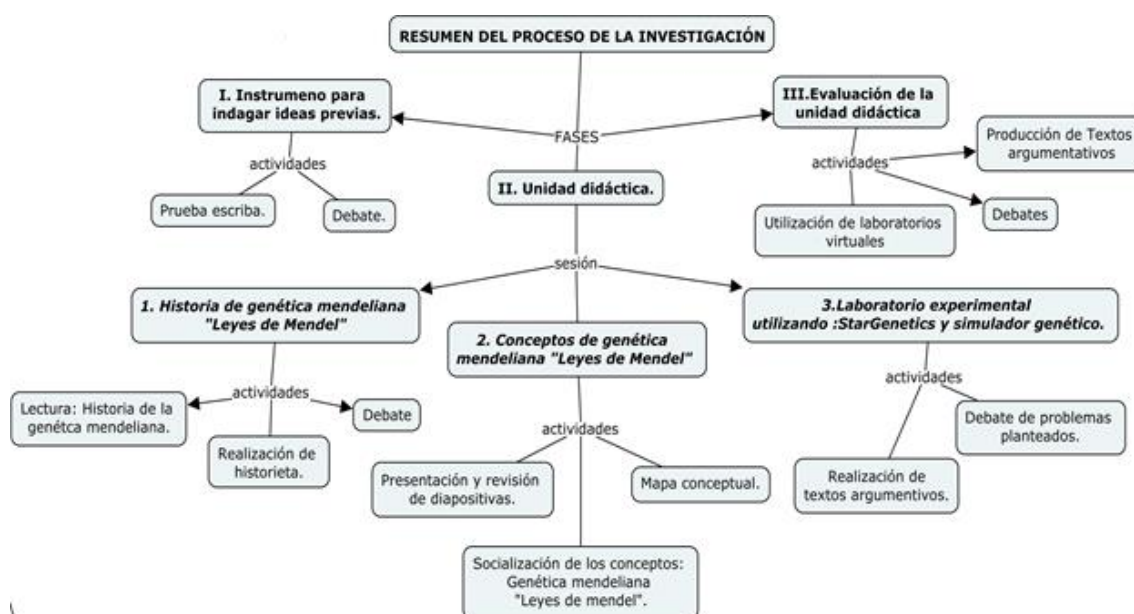 RESUMEN DEL PROCESO DE LA INVESTIGACIÓN
I. Instrumeno para
indagar ideas previas.
III.Evaluación de la
unidad didáctica
FASES
actividades
Prueba escriba.
Debate.
II. Unidad didáctica.
actividades
Producción de Textos
argumentativos
Debates
Utilización de laboratorios
virtuales
sesión
1. Historia de genética mendeliana
"Leyes de Mendel"
2. Conceptos de genética
mendeliana "Leyes de Mendel"
3.Laboratorio experimental
utilizando :StarGenetics y simulador genético.
actividades
Lectura: Historia de la
genétca mendeliana.
Realización de
historieta.
Debate
actividades
Presentación y revisión
de diapositivas.
Mapa conceptual.
Socialización de los conceptos:
Genética mendeliana
"Leyes de mendel".
actividades
Debate de problemas
planteados.
Realización de
textos argumentivos.